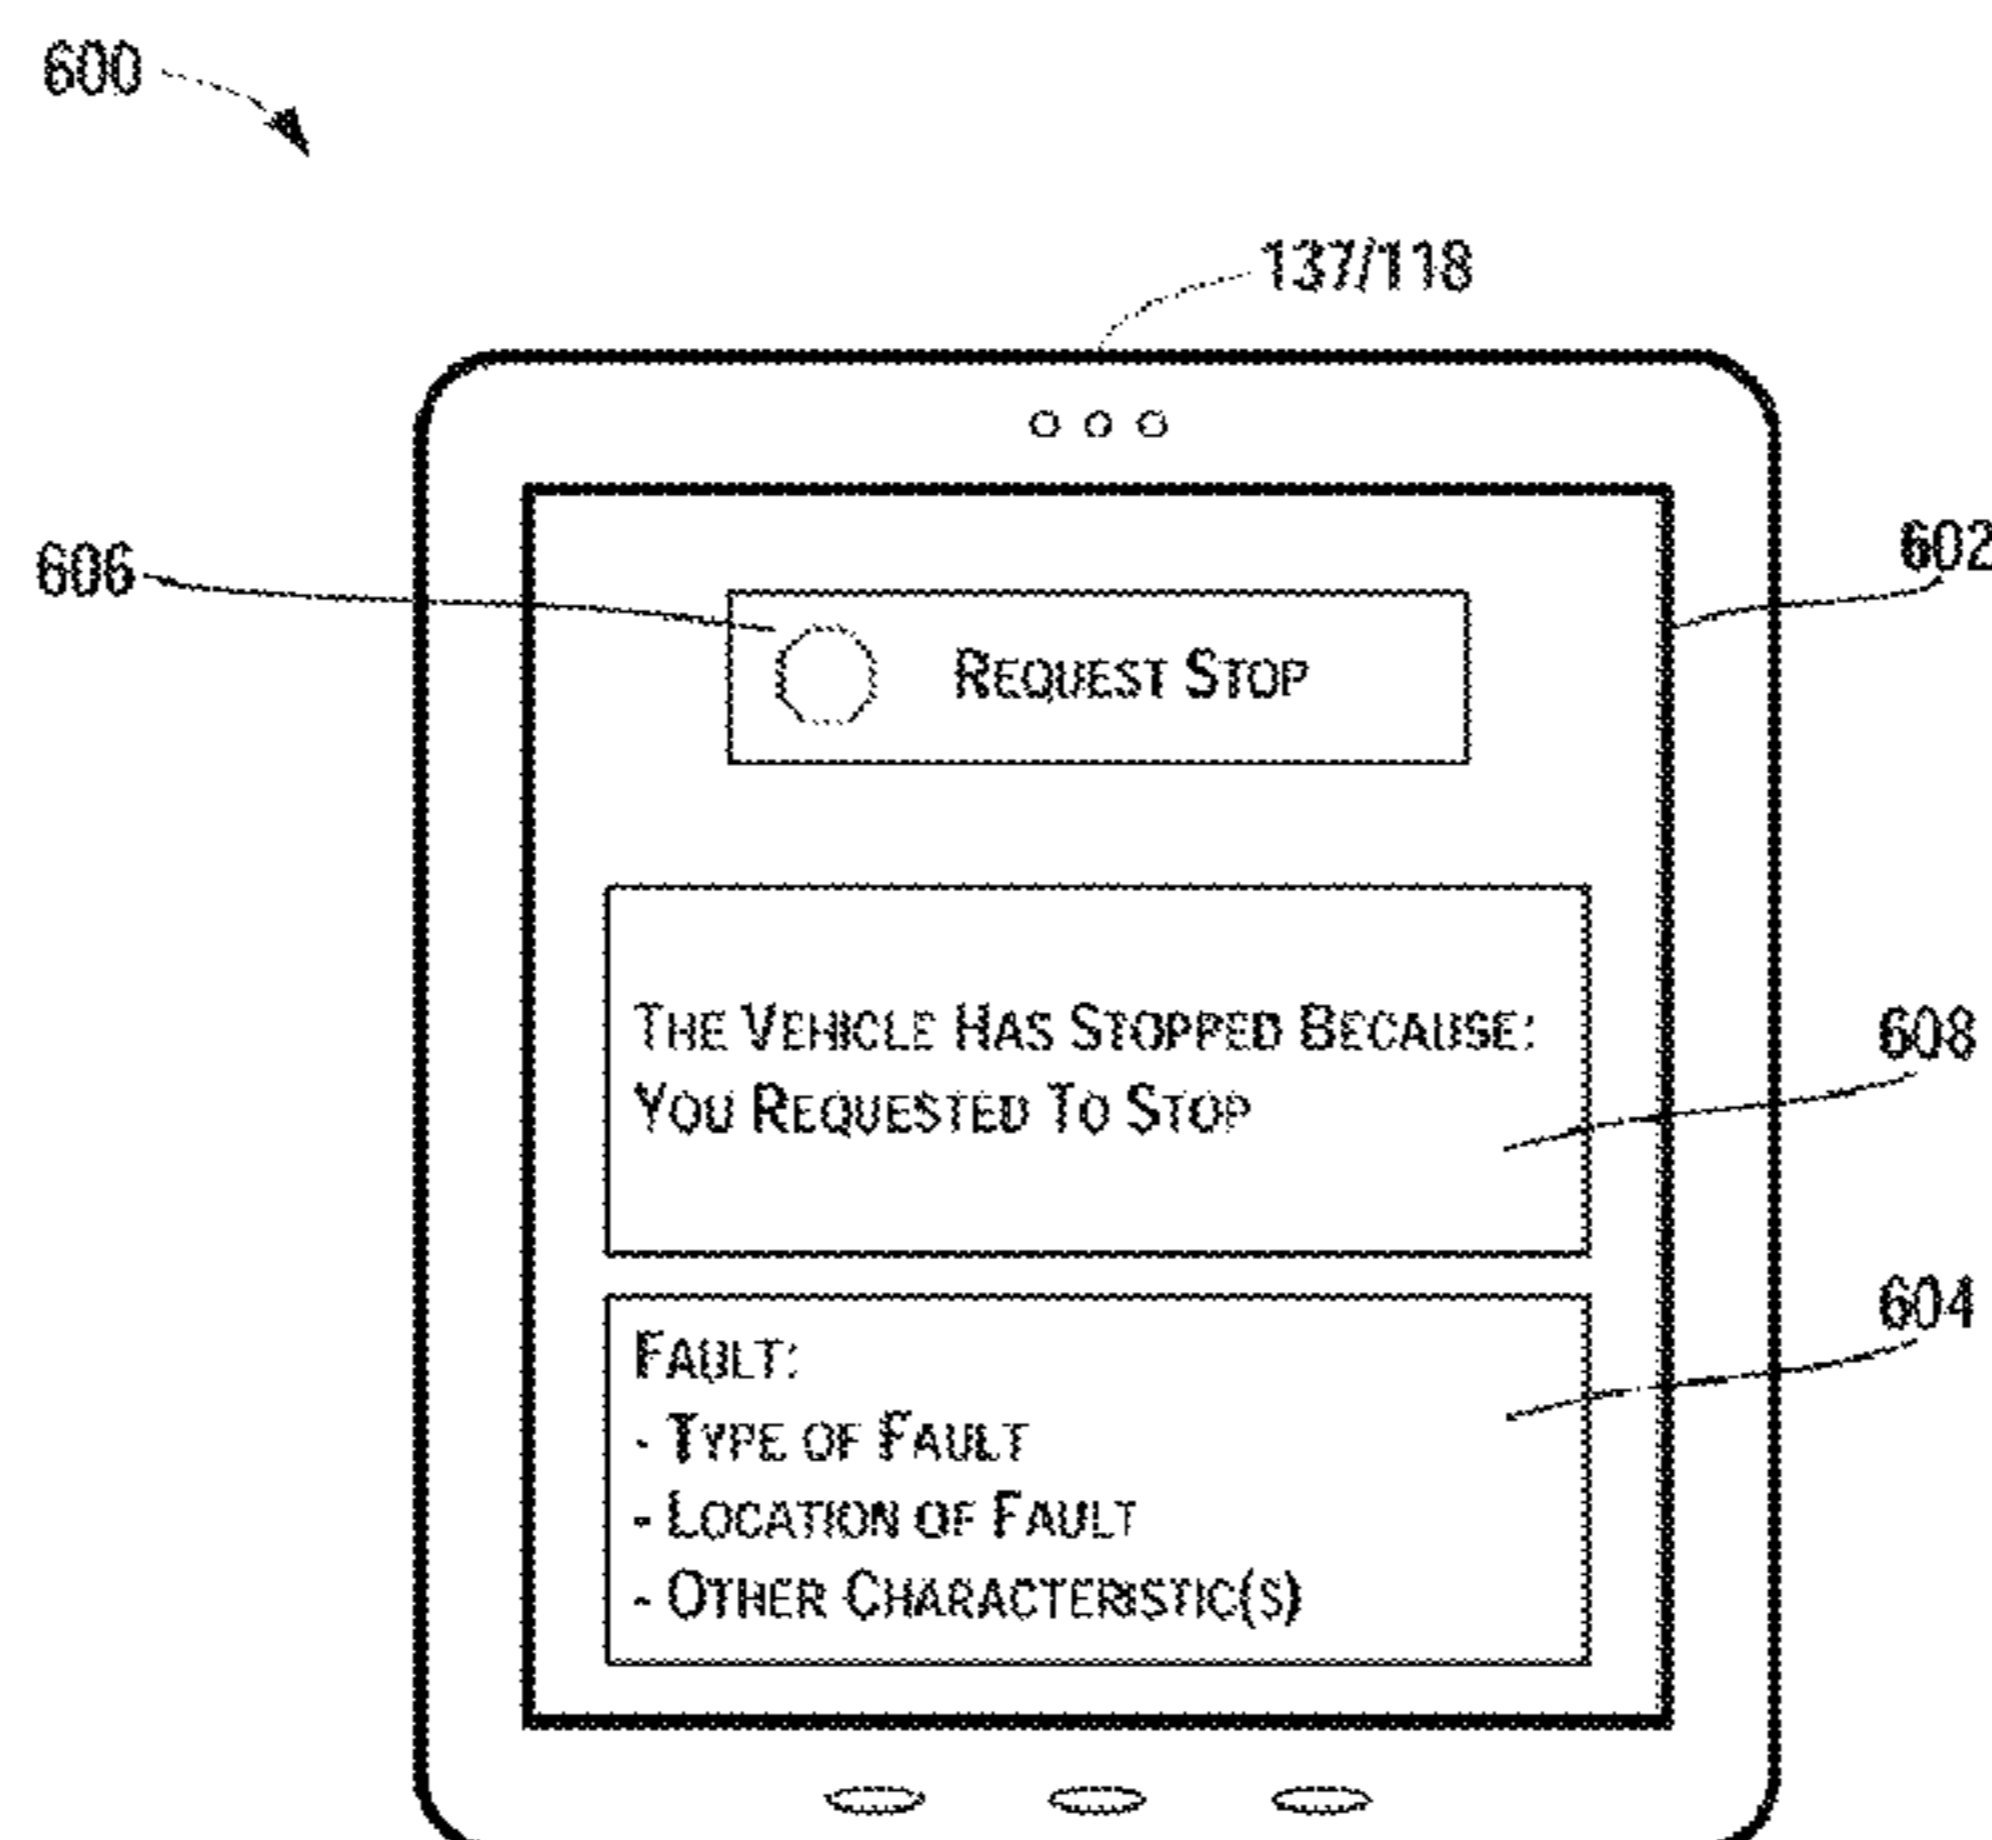 600
137/118
606
602
REQUEST STOP
THE VEHICLE HAS STOPPED BECAUSE:
YOU REQUESTED TO STOP
608
604
FAULT:
- TYPE OF FAULT
- LOCATION OF FAULT
- OTHER CHARACTERISTIC(S)